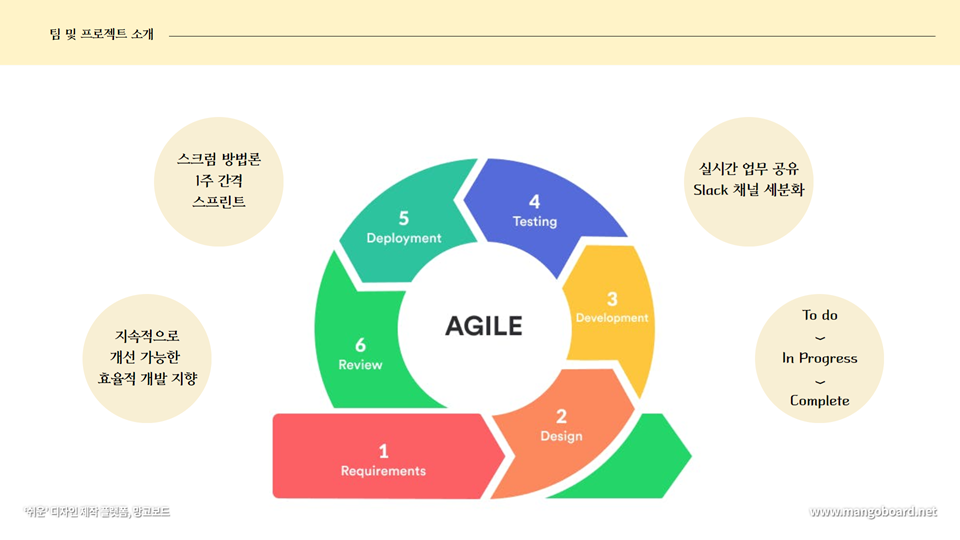 팀 및 프로젝트 소개
스크럼 방법론
1주 간격
스프린트
실시간 업무 공유
Slack 채널 세분화
지속적으로
개선 가능한
효율적 개발 지향
To do
In Progress
Complete
AGILE
1
Requirements
2
Design
3
Development
4
Testing
5
Deployment
6
Review
'쉬운' 디자인 제작 플랫폼, 망고보드
www.mangoboard.net